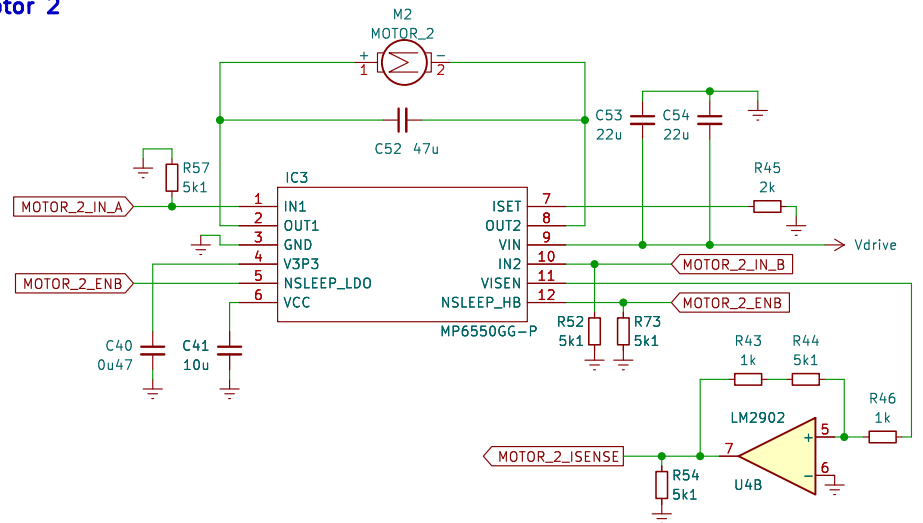 otor 2
M2
MOTOR_2
+
−
1
2
C52 47u
C53
22u
C54
22u
R57
5k1
R45
2k
IC3
MOTOR_2_IN_A
1
IN1
ISET
7
2
OUT1
OUT2
8
3
GND
VIN
9
Vdrive
4
V3P3
IN2
10
MOTOR_2_IN_B
MOTOR_2_ENB
5
NSLEEP_LDO
VISEN
11
6
VCC
NSLEEP_HB
12
MOTOR_2_ENB
MP6550GG-P
R52
5k1
R73
5k1
C40
0u47
C41
10u
R43
1k
R44
5k1
R46
1k
LM2902
+
5
7
−
6
U4B
MOTOR_2_ISENSE
R54
5k1